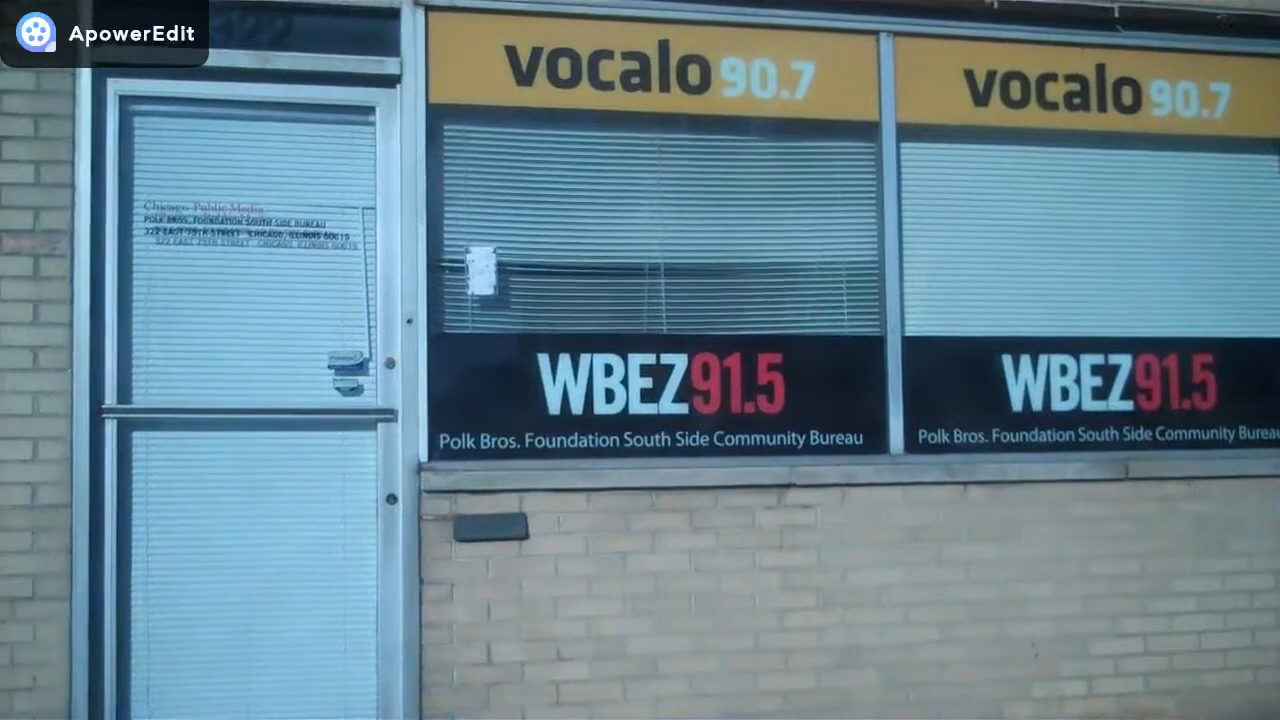 ApowerEdit
322
vocalo 90.7
vocalo 90.7
Chicago Public Media
POLK BROS. FOUNDATION SOUTH SIDE BUREAU
322 EAST 75TH STREET CHICAGO, ILLINOIS 60619
WBEZ91.5
Polk Bros. Foundation South Side Community Bureau
WBEZ91.5
Polk Bros. Foundation South Side Community Bureau